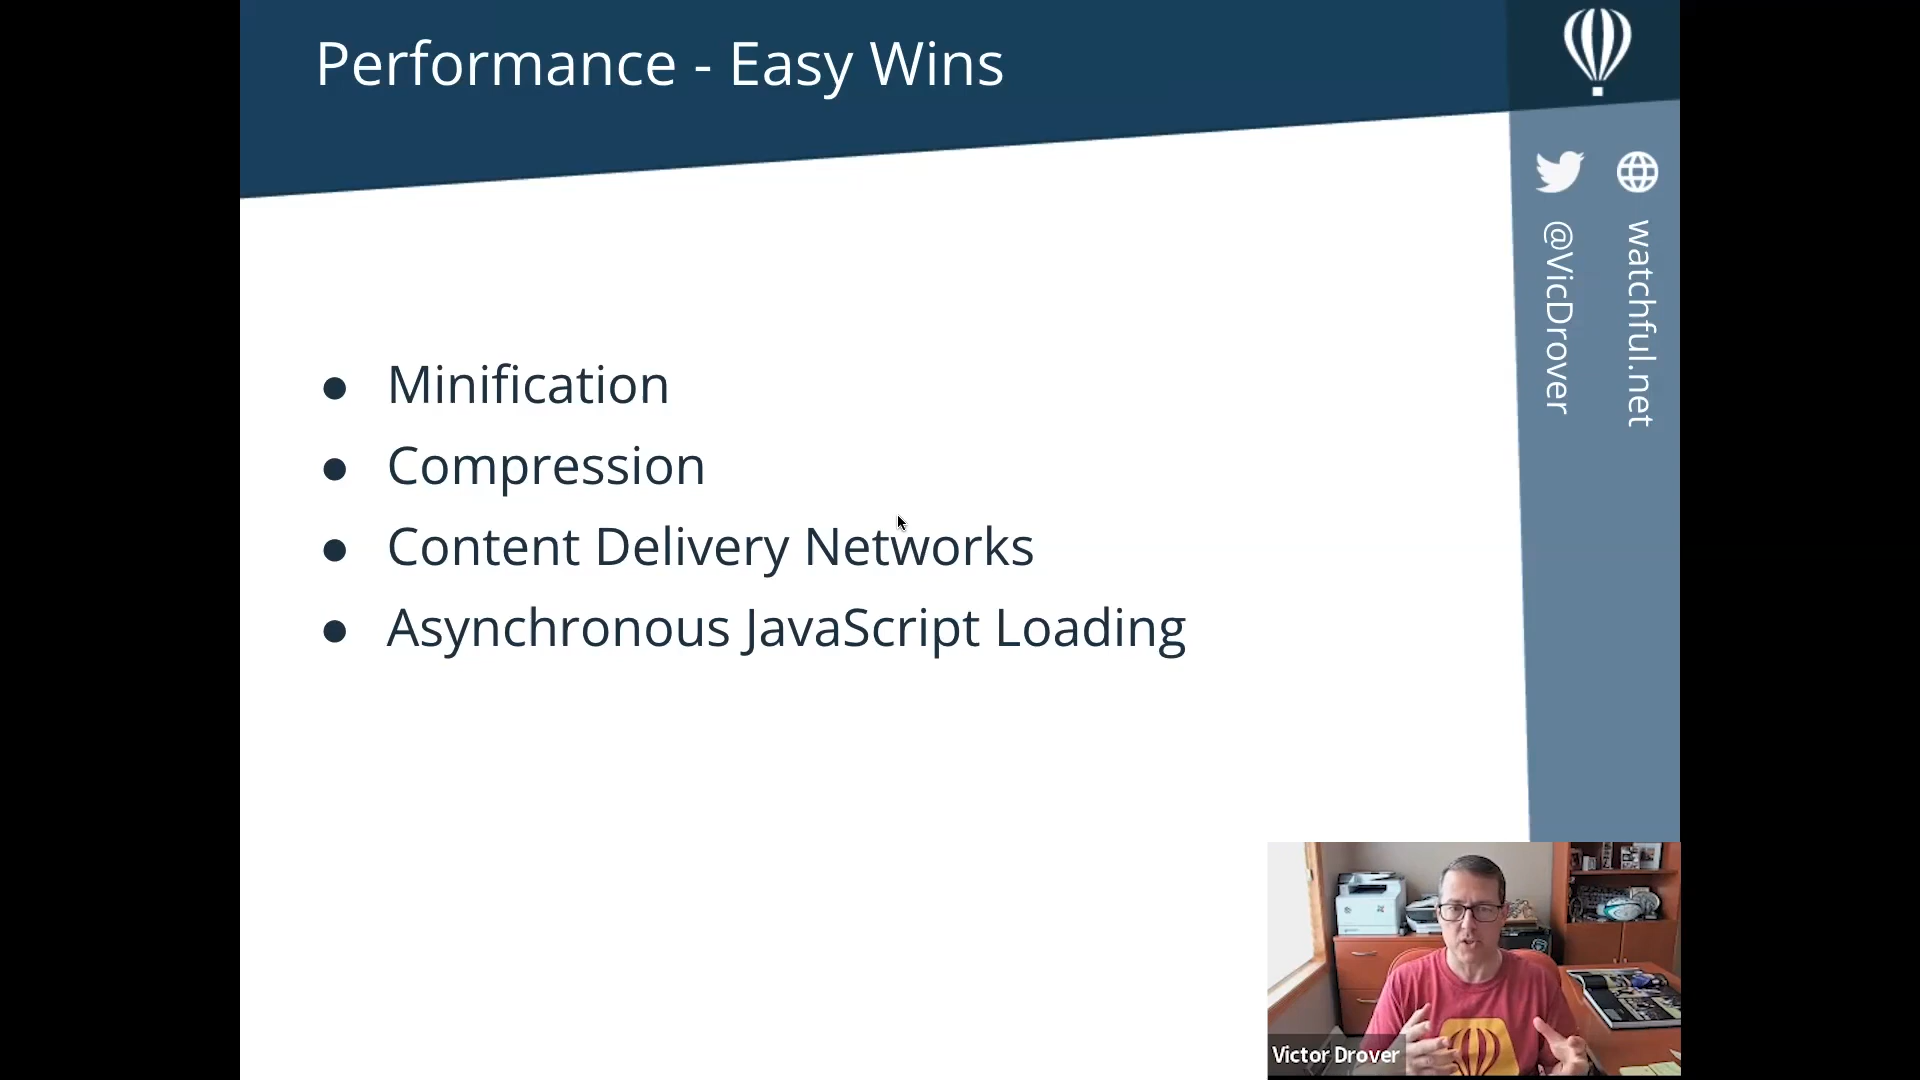 Performance - Easy Wins
watchful.net
@VicDrover
Minification
Compression
Content Delivery Networks
Asynchronous JavaScript Loading
Victor Drover